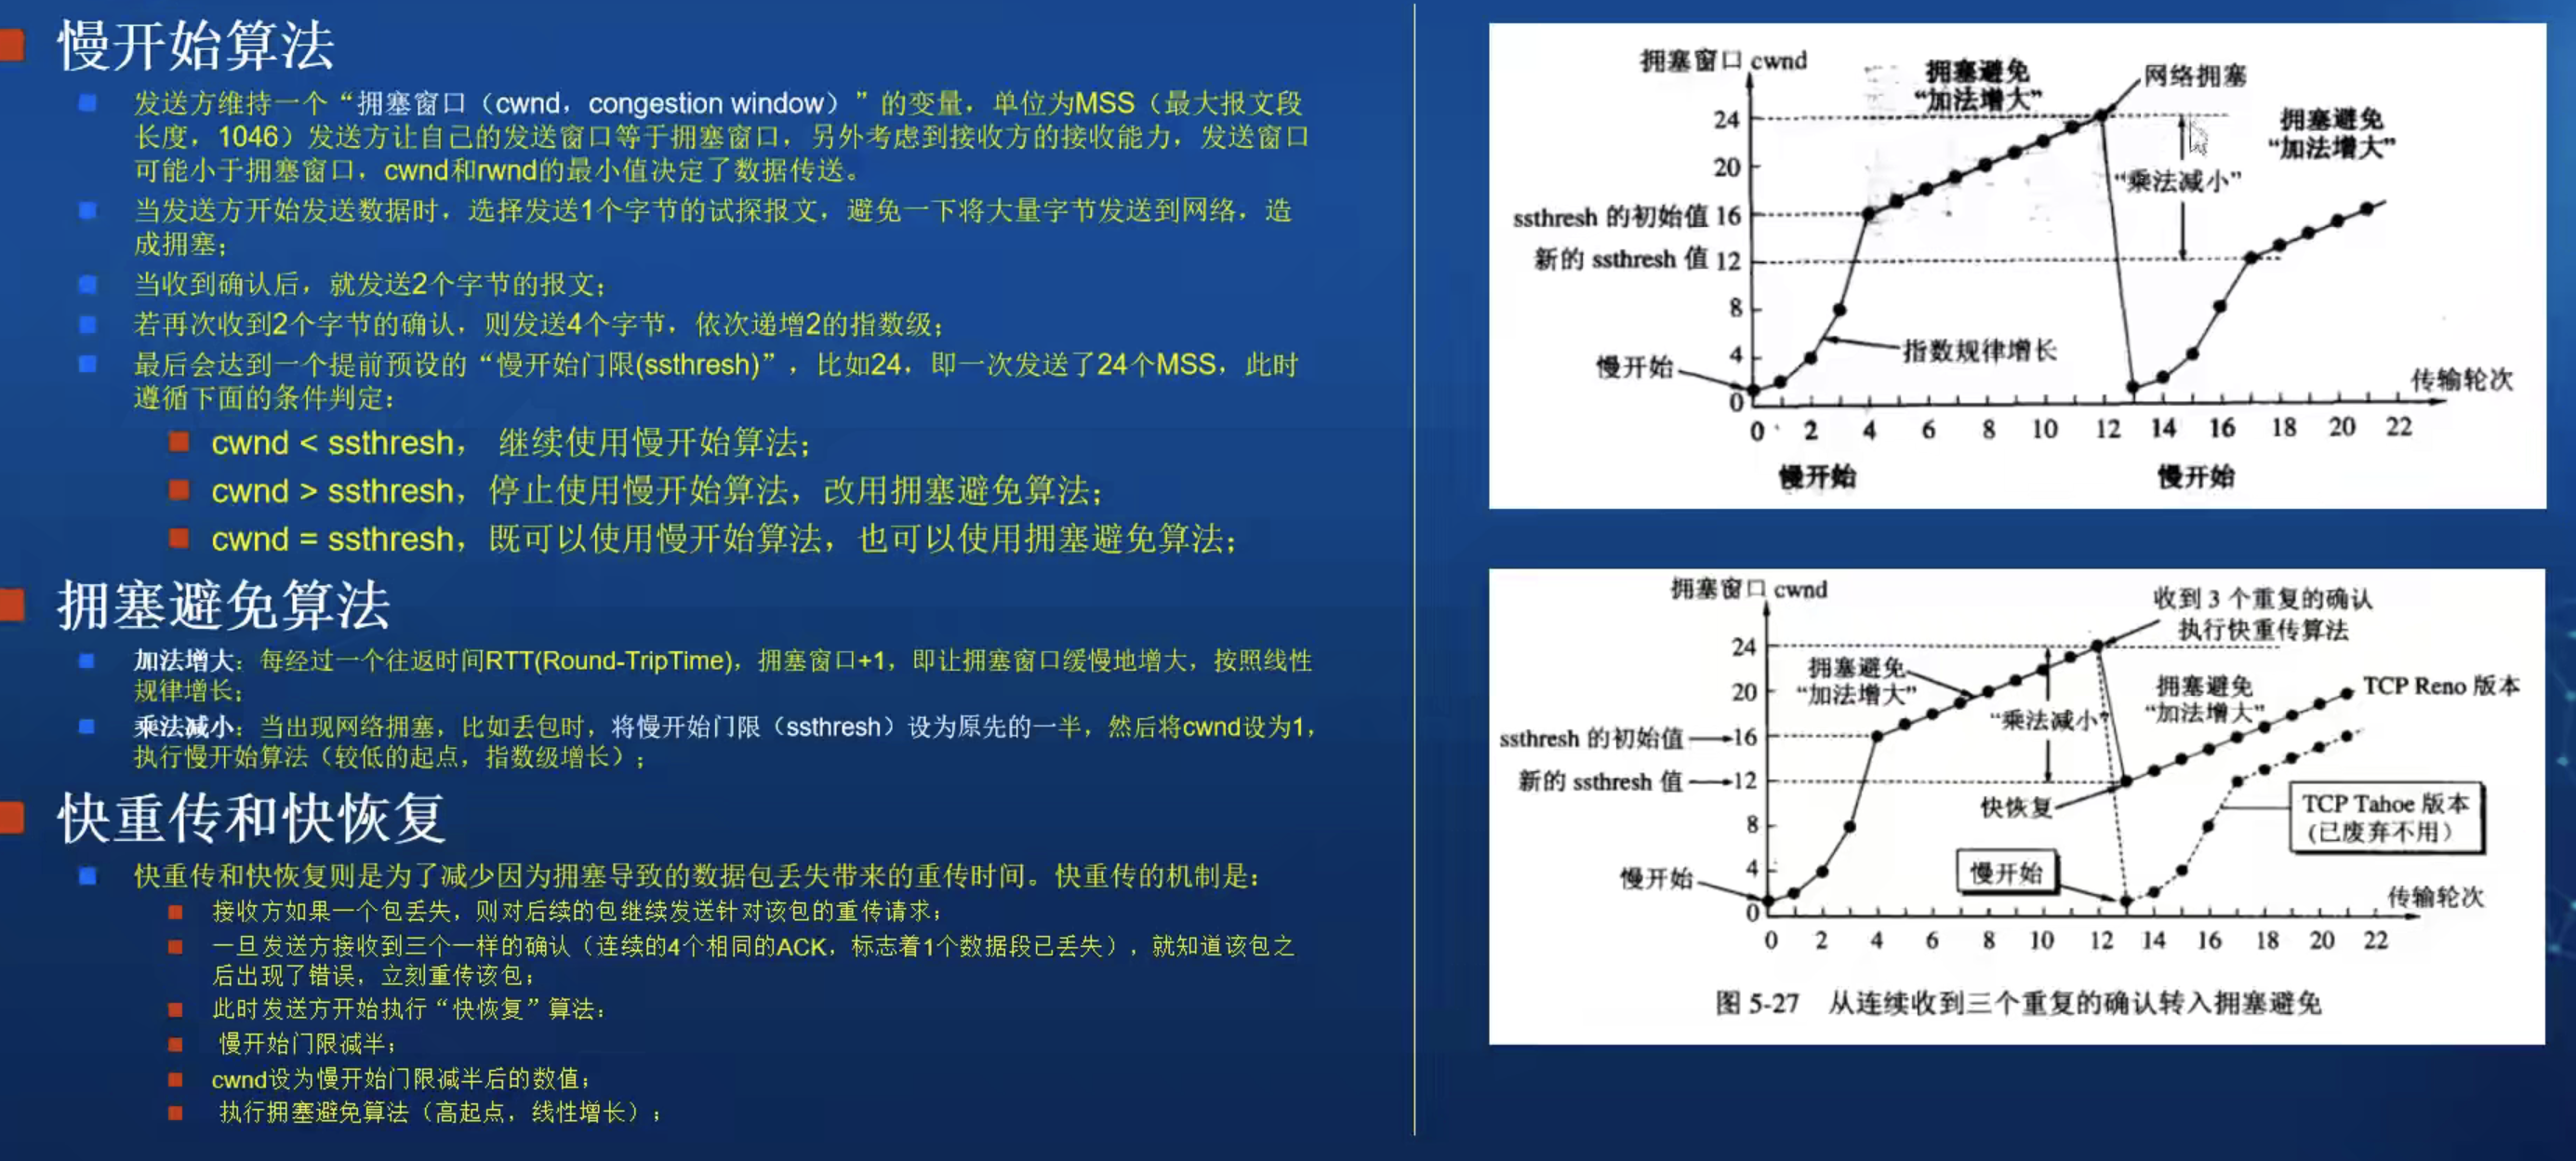 慢开始算法
发送方维持一个“拥塞窗口（cwnd，congestion window）”的变量，单位为MSS（最大报文段
长度，1046）发送方让自己的发送窗口等于拥塞窗口，另外考虑到接收方的接收能力，发送窗口
可能小于拥塞窗口，cwnd和rwnd的最小值决定了数据传送。
当发送方开始发送数据时，选择发送1个字节的试探报文，避免一下将大量字节发送到网络，造
成拥塞；
当收到确认后，就发送2个字节的报文；
若再次收到2个字节的确认，则发送4个字节，依次递增2的指数级；
最后会达到一个提前预设的“慢开始门限(ssthresh)”，比如24，即一次发送了24个MSS，此时
遵循下面的条件判定：
cwnd < ssthresh， 继续使用慢开始算法；
cwnd > ssthresh，停止使用慢开始算法，改用拥塞避免算法；
cwnd = ssthresh，既可以使用慢开始算法，也可以使用拥塞避免算法；
拥塞避免算法
加法增大：每经过一个往返时间RTT(Round-TripTime)，拥塞窗口+1，即让拥塞窗口缓慢地增大，按照线性
规律增长；
乘法减小：当出现网络拥塞，比如丢包时，将慢开始门限（ssthresh）设为原先的一半，然后将cwnd设为1，
执行慢开始算法（较低的起点，指数级增长）；
快重传和快恢复
快重传和快恢复则是为了减少因为拥塞导致的数据包丢失带来的重传时间。快重传的机制是：
接收方如果一个包丢失，则对后续的包继续发送针对该包的重传请求；
一旦发送方接收到三个一样的确认（连续的4个相同的ACK，标志着1个数据段已丢失），就知道该包之
后出现了错误，立刻重传该包；
此时发送方开始执行“快恢复”算法：
慢开始门限减半；
cwnd设为慢开始门限减半后的数值；
执行拥塞避免算法（高起点，线性增长）；
拥塞窗口 cwnd
拥塞避免
“加法增大”
网络拥塞
拥塞避免
“加法增大”
24
20
“乘法减小”
ssthresh 的初始值 16
新的 ssthresh 值 12
8
4
指数规律增长
慢开始
0
传输轮次
0 2 4 6 8 10 12 14 16 18 20 22
慢开始
慢开始
拥塞窗口 cwnd
收到 3 个重复的确认
执行快重传算法
24
拥塞避免
“加法增大”
20
拥塞避免
“加法增大”
TCP Reno 版本
“乘法减小”
ssthresh 的初始值 16
新的 ssthresh 值 12
快恢复
TCP Tahoe 版本
（已废弃不用）
8
4
慢开始
慢开始
0
传输轮次
0 2 4 6 8 10 12 14 16 18 20 22
图 5-27 从连续收到三个重复的确认转入拥塞避免